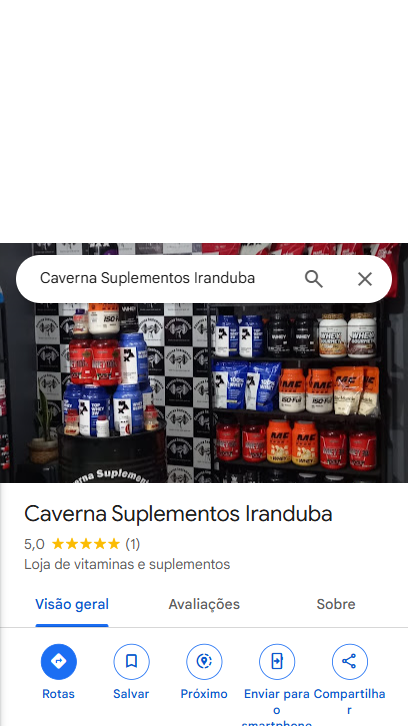 Caverna Suplementos Iranduba
Caverna Suplementos Iranduba
5,0 (1)
Loja de vitaminas e suplementos
Visão geral
Avaliações
Sobre
Rotas
Salvar
Próximo
Enviar para
o
smartphone
Compartilha
r